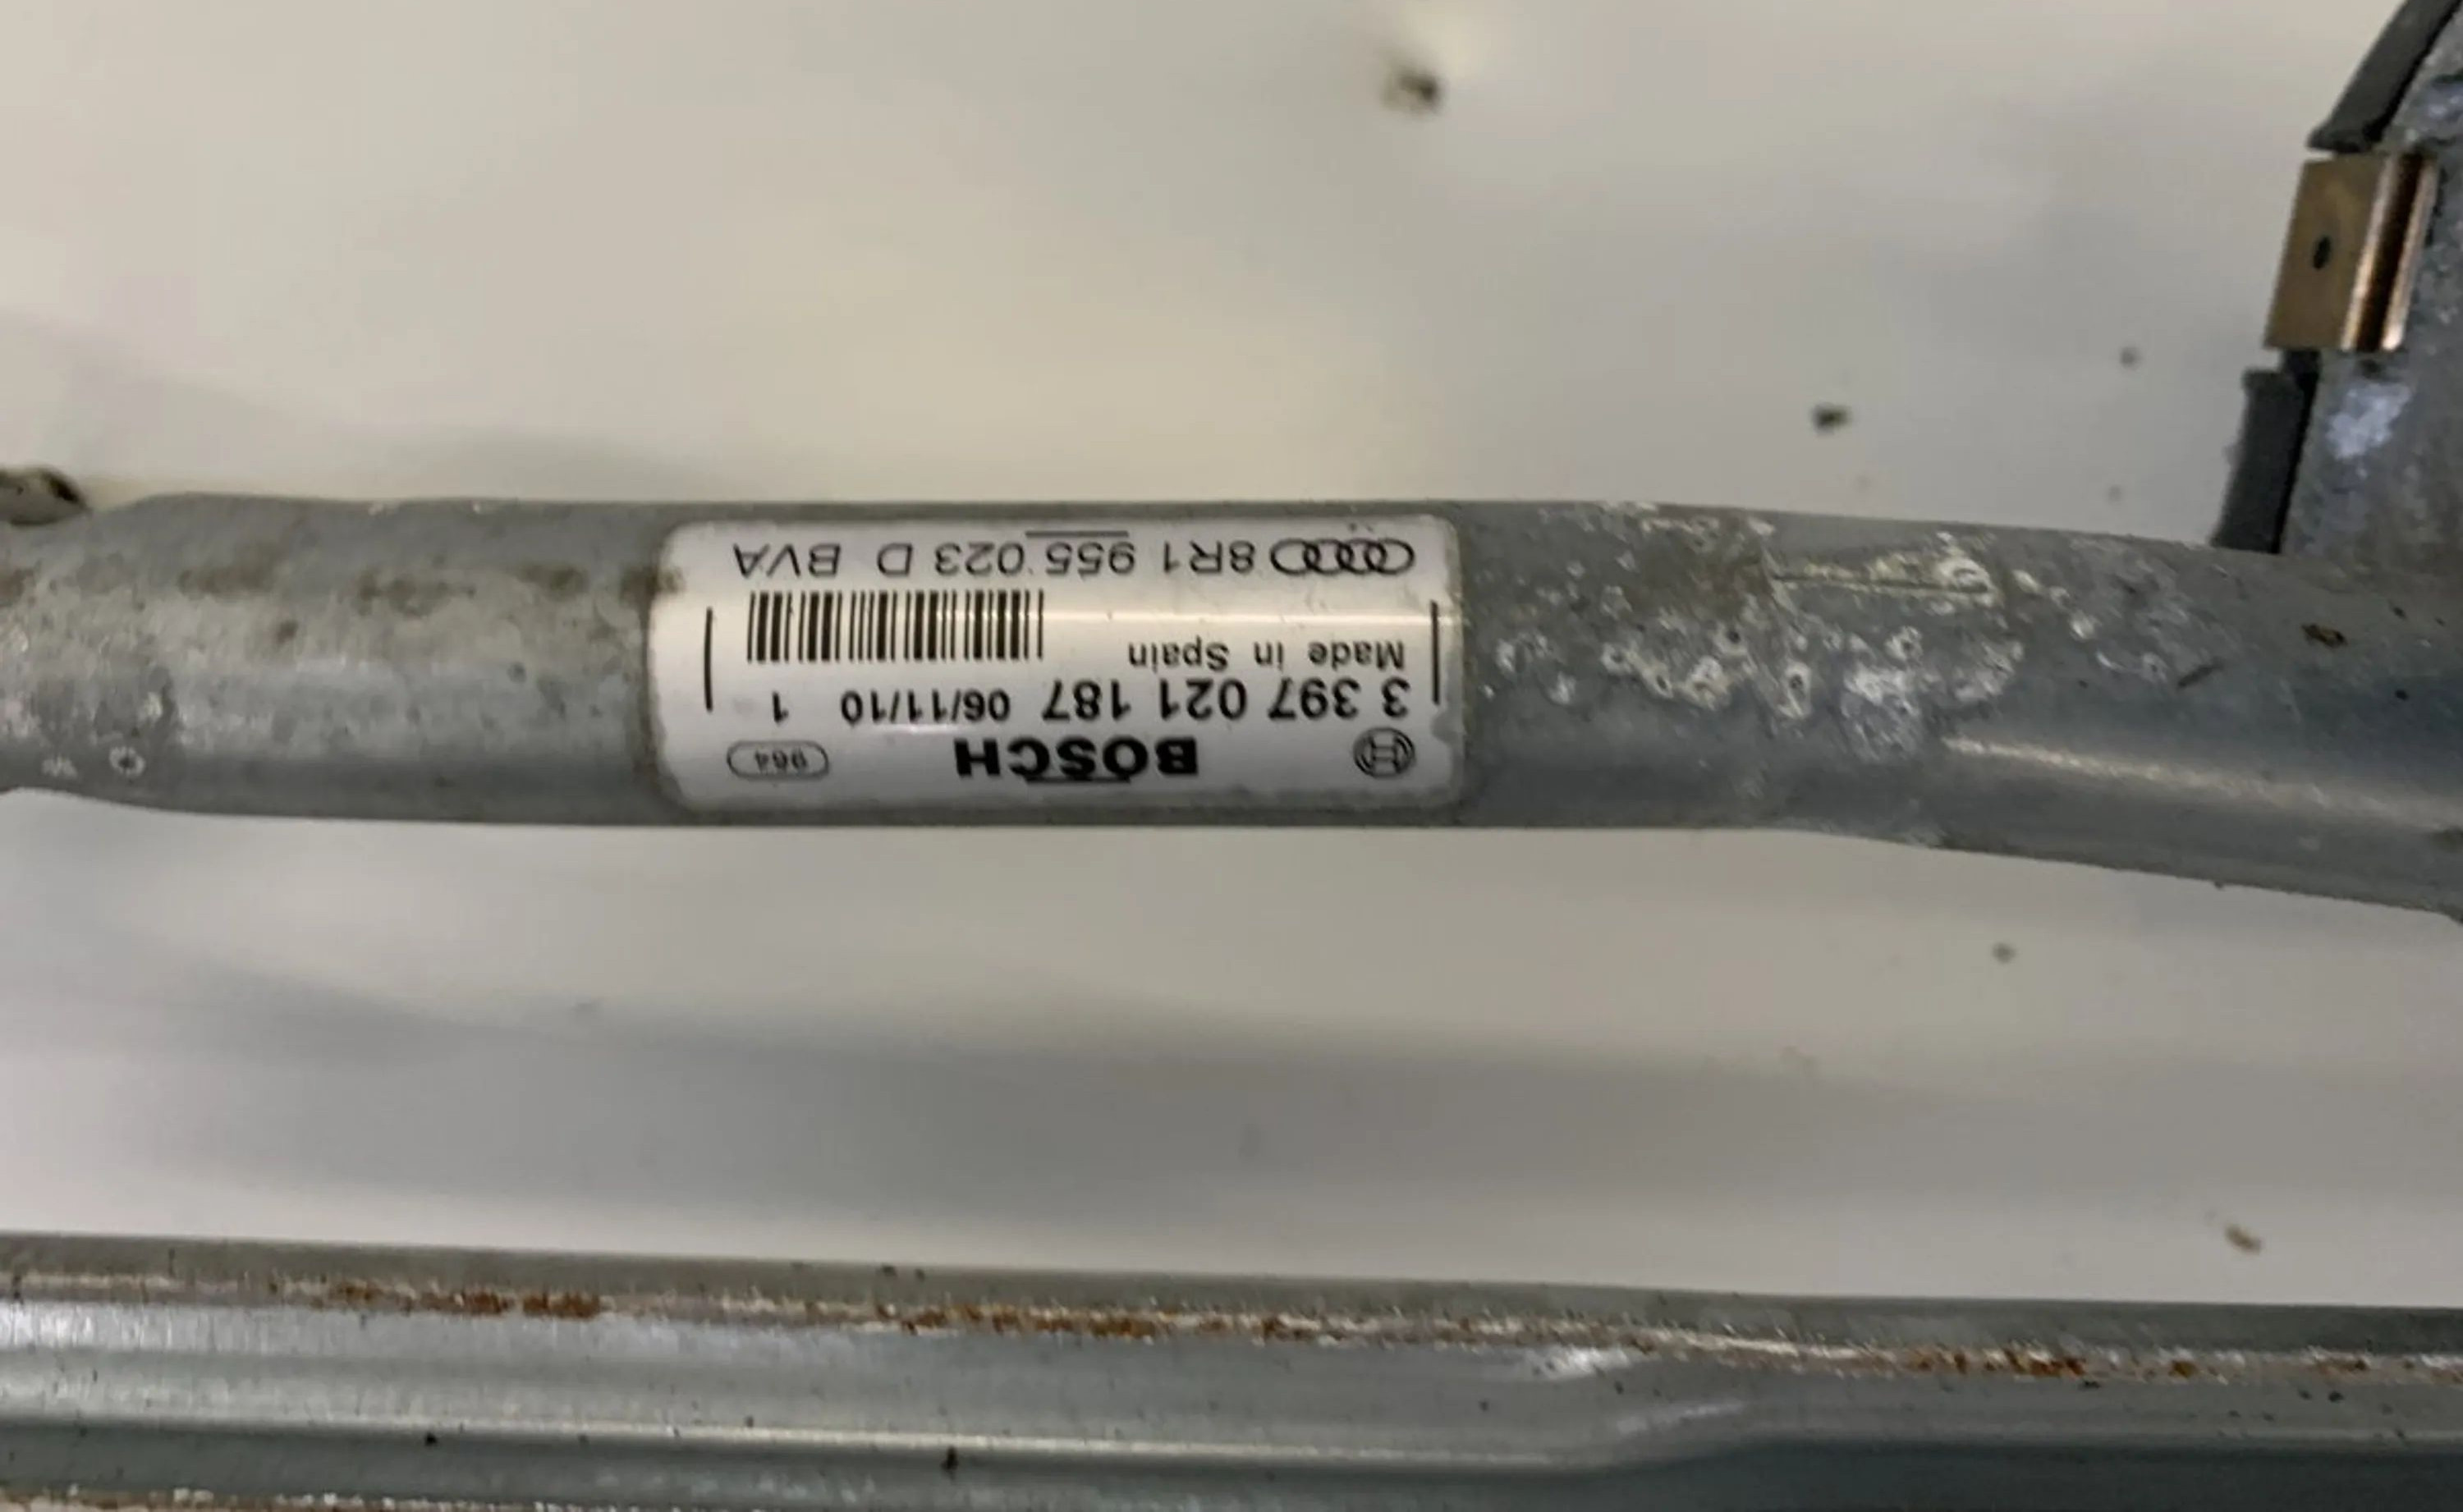 BOSCH 964
3 397 021 187 06/11/10 1
Made in Spain
8R1 955 023 D BVA